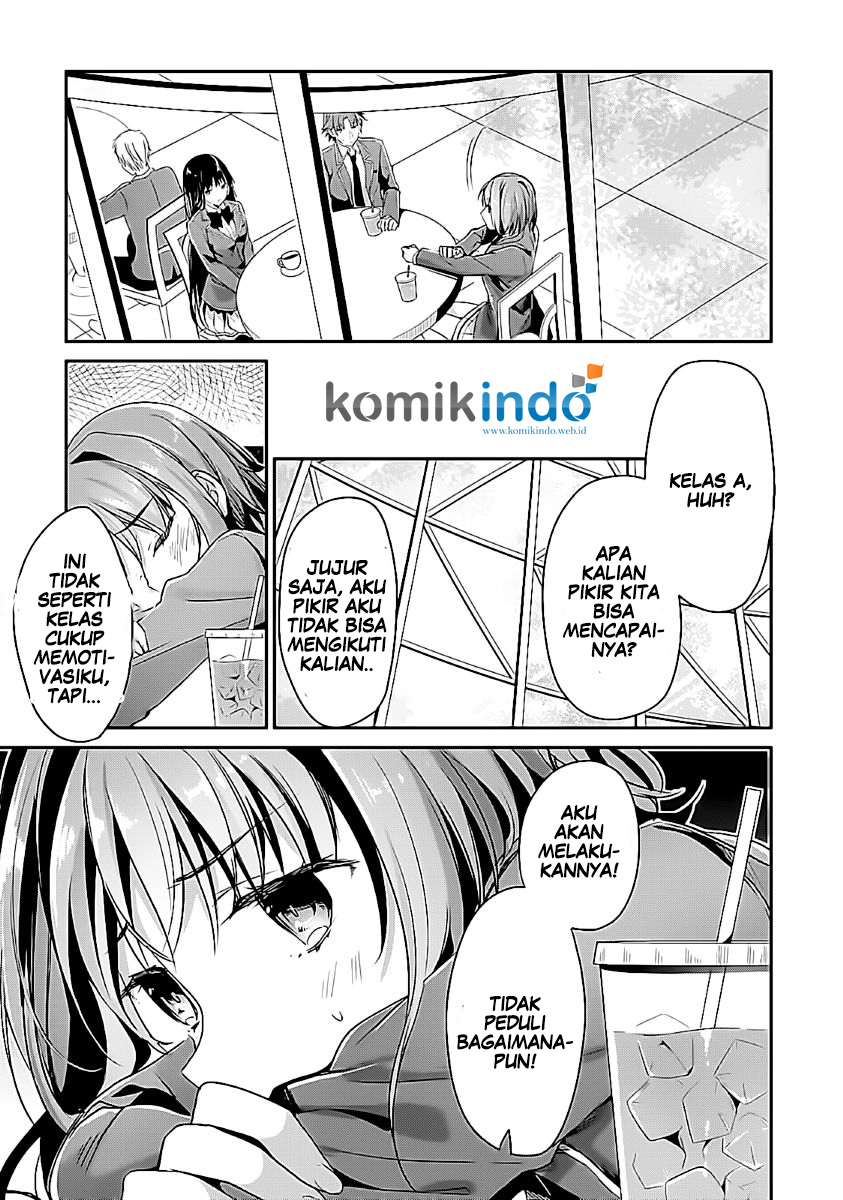 komikindo
www.komikindo.web.id
KELAS A,
HUH?
APA
KALIAN
PIKIR KITA
BISA
MENCAPAI-
NYA?
JUJUR
SAJA, AKU
PIKIR AKU
TIDAK BISA
MENGIKUTI
KALIAN..
INI
TIDAK
SEPERTI
KELAS
CUKUP
MEMOTI-
VASIKU,
TAPI...
AKU
AKAN
MELAKU-
KANNYA!
TIDAK
PEDULI
BAGAIMANA-
PUN!